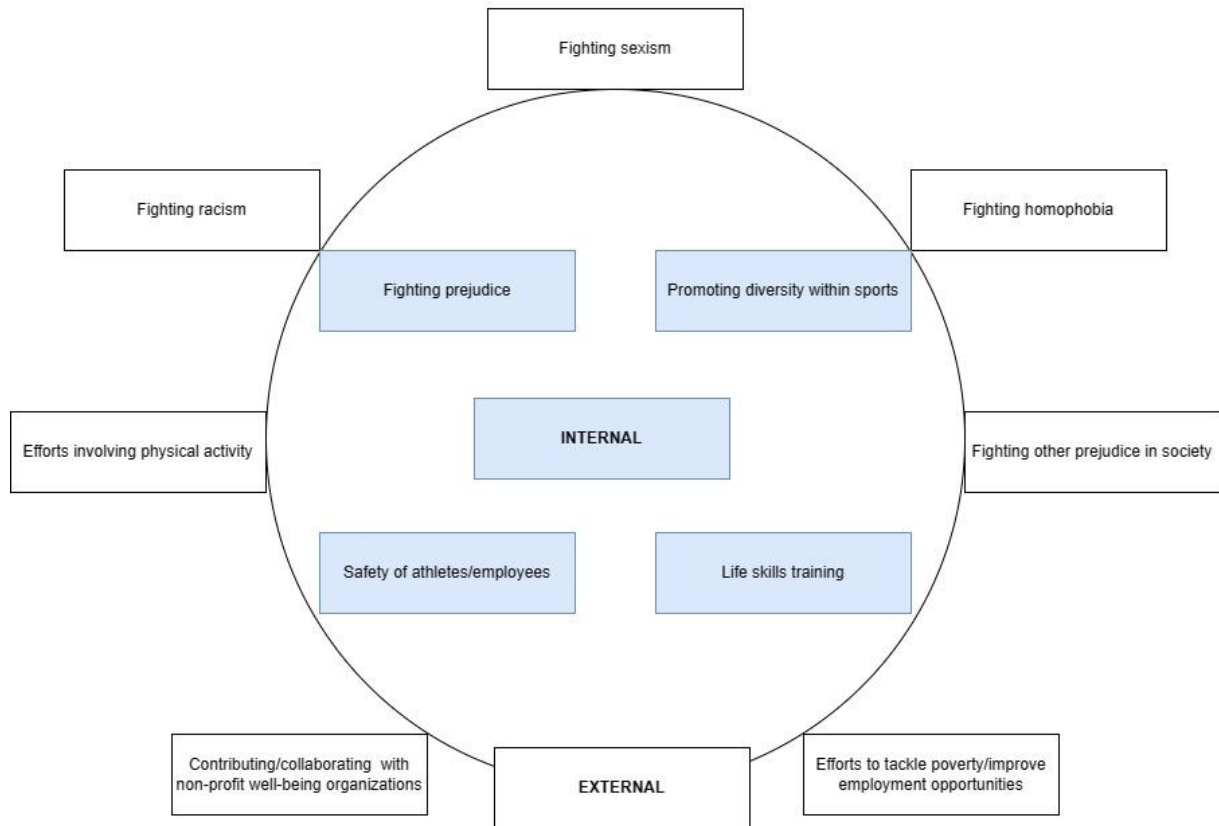 Fighting sexism
Fighting racism
Fighting homophobia
Fighting prejudice
Promoting diversity within sports
INTERNAL
Efforts involving physical activity
Fighting other prejudice in society
Safety of athletes/employees
Life skills training
Contributing/collaborating with
non-profit well-being organizations
EXTERNAL
Efforts to tackle poverty/improve
employment opportunities